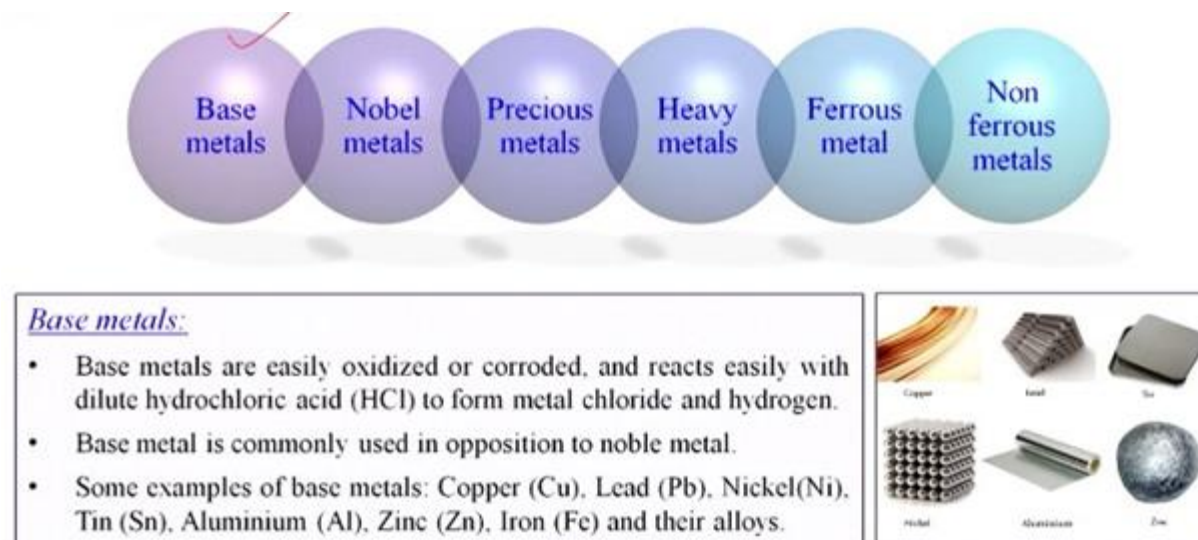 Base
metals
Nobel
metals
Precious
metals
Heavy
metals
Ferrous
metal
Non
ferrous
metals
Base metals:
• Base metals are easily oxidized or corroded, and reacts easily with
dilute hydrochloric acid (HCl) to form metal chloride and hydrogen.
• Base metal is commonly used in opposition to noble metal.
• Some examples of base metals: Copper (Cu), Lead (Pb), Nickel(Ni),
Tin (Sn), Aluminium (Al), Zinc (Zn), Iron (Fe) and their alloys.
Copper
Lead
Tin
Nickel
Aluminium
Zinc